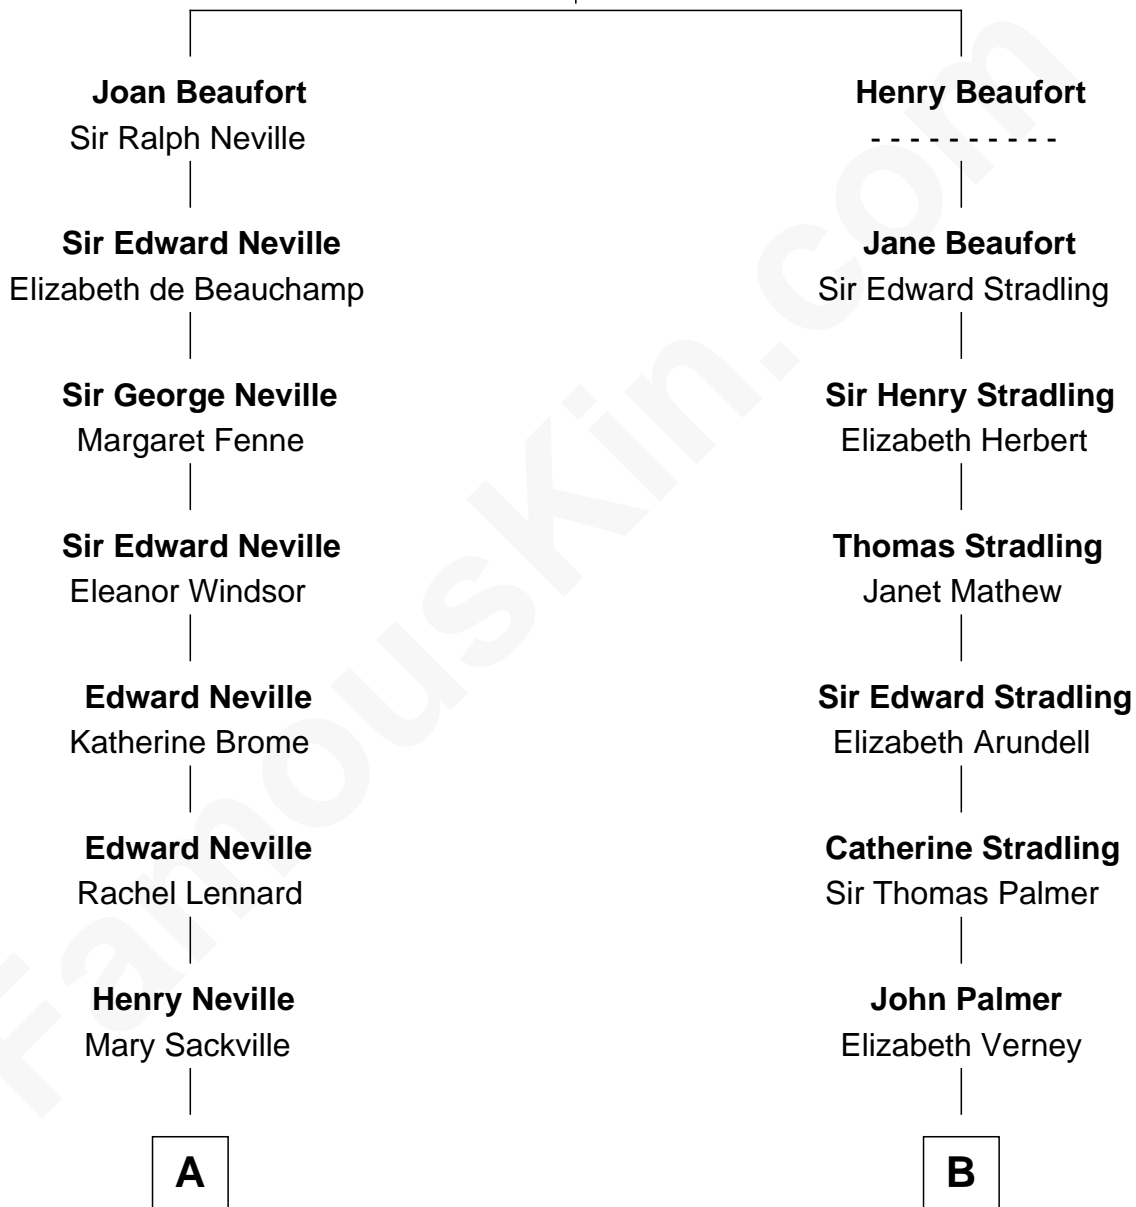 Joan Beaufort
Sir Ralph Neville
Henry Beaufort
- - - - - - - - - -
Sir Edward Neville
Elizabeth de Beauchamp
Jane Beaufort
Sir Edward Stradling
Sir George Neville
Margaret Fenne
Sir Henry Stradling
Elizabeth Herbert
Sir Edward Neville
Eleanor Windsor
Thomas Stradling
Janet Mathew
Edward Neville
Katherine Brome
Sir Edward Stradling
Elizabeth Arundell
Edward Neville
Rachel Lennard
Catherine Stradling
Sir Thomas Palmer
Henry Neville
Mary Sackville
John Palmer
Elizabeth Verney
A
B
FamousKin.com